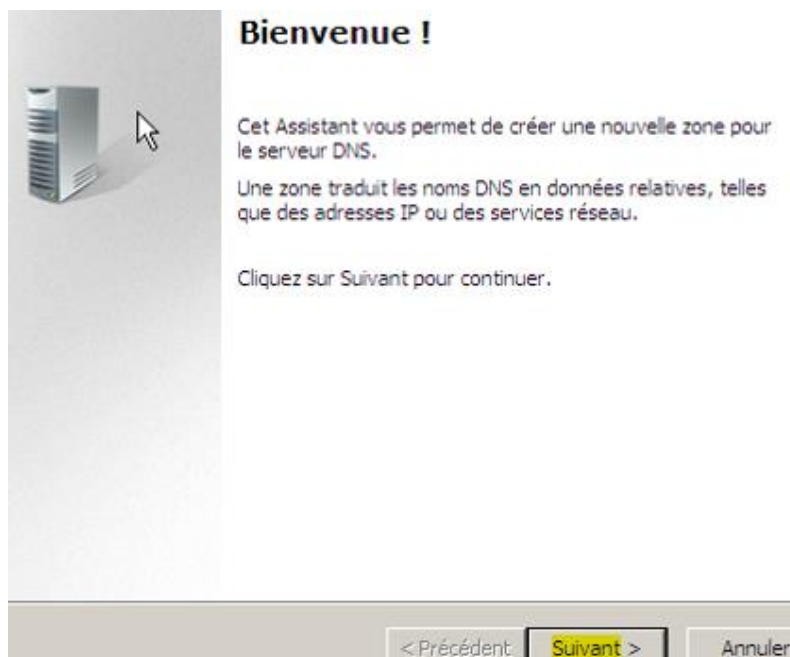 Bienvenue !
Cet Assistant vous permet de créer une nouvelle zone pour
le serveur DNS.
Une zone traduit les noms DNS en données relatives, telles
que des adresses IP ou des services réseau.
Cliquez sur Suivant pour continuer.
< Précédent Suivant > Annuler